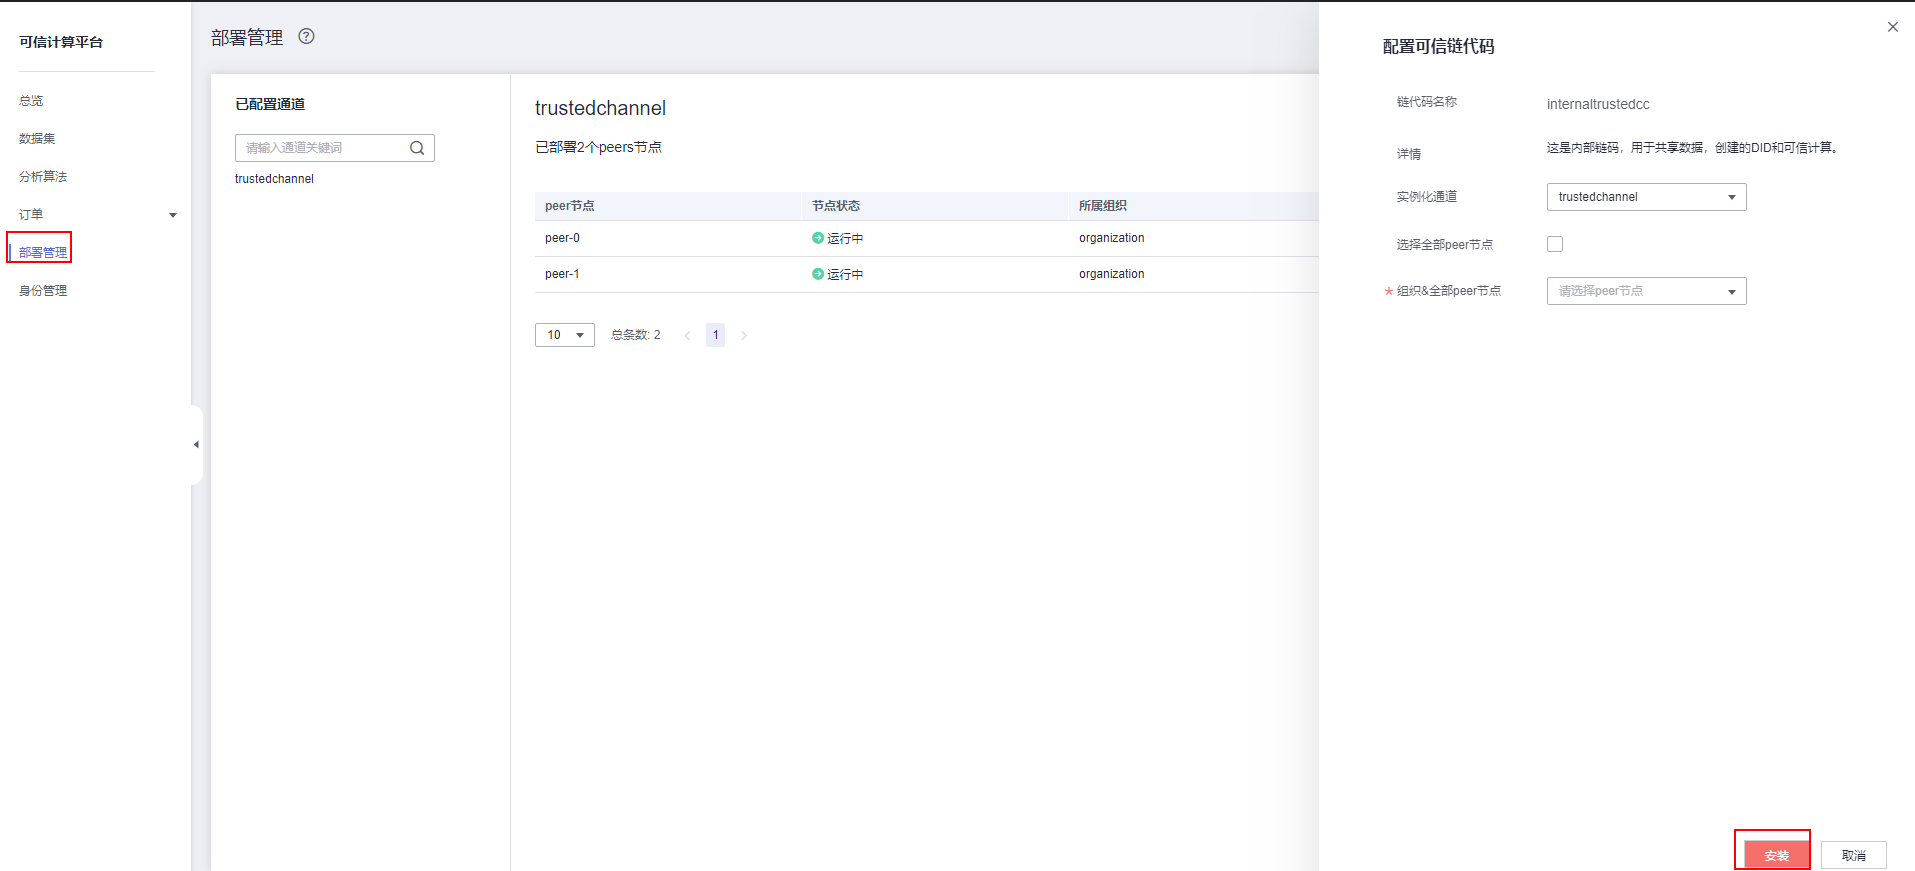 可信计算平台
总览
数据集
分析算法
订单
部署管理
身份管理
部署管理 ?
已配置通道
请输入通道关键词
trustedchannel
trustedchannel
已部署2个peers节点
peer节点 节点状态 所属组织
peer-0 运行中 organization
peer-1 运行中 organization
10 总条数: 2 < 1 >
配置可信链代码
链代码名称 internaltrustedcc
详情 这是内部链码，用于共享数据，创建的DID和可信计算。
实例化通道 trustedchannel
选择全部peer节点
* 组织&全部peer节点 请选择peer节点
安装 取消